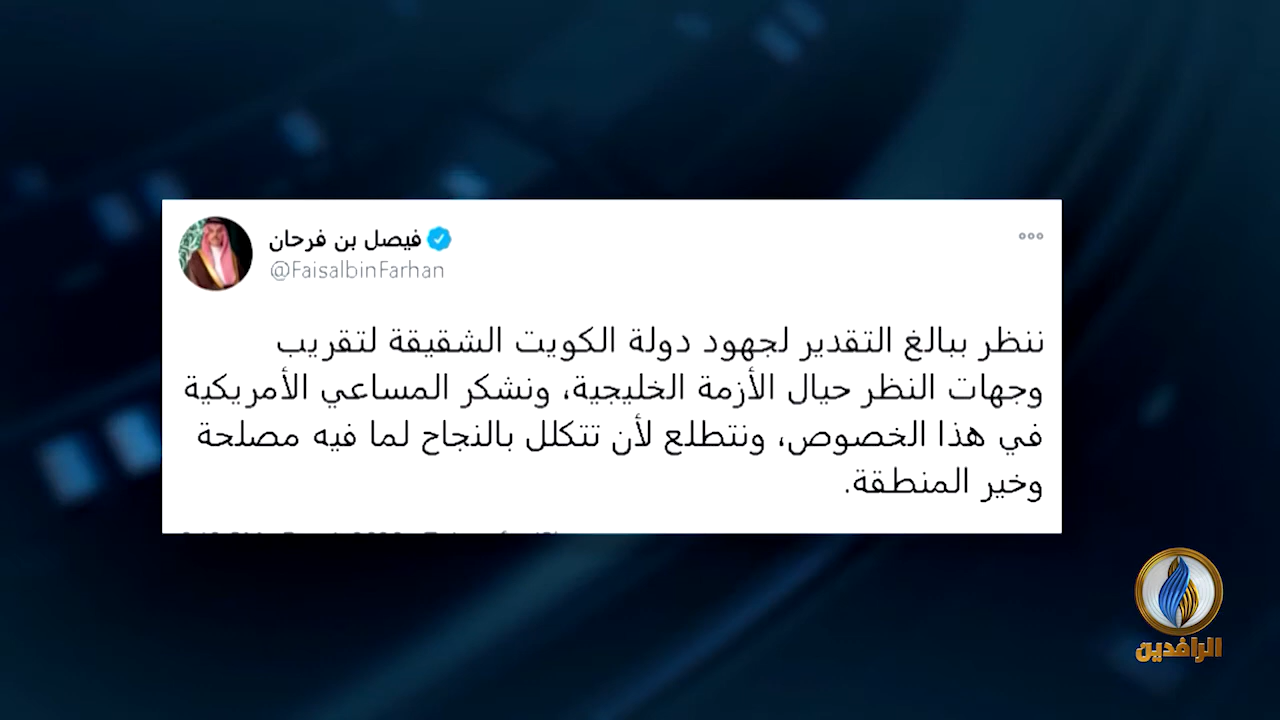 فيصل بن فرحان
@FaisalbinFarhan
ننظر ببالغ التقدير لجهود دولة الكويت الشقيقة لتقريب
وجهات النظر حيال الأزمة الخليجية، ونشكر المساعي الأمريكية
في هذا الخصوص، ونتطلع لأن تتكلل بالنجاح لما فيه مصلحة
وخير المنطقة.
الرافدين